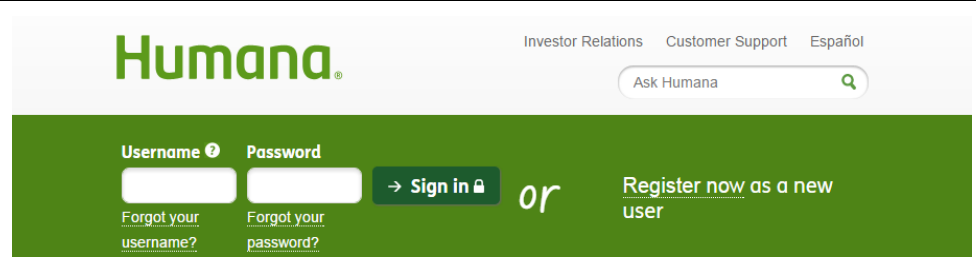 Humana®
Investor Relations Customer Support Español
Ask Humana
Username ?
Password
→ Sign in
or
Register now as a new
user
Forgot your
username?
Forgot your
password?